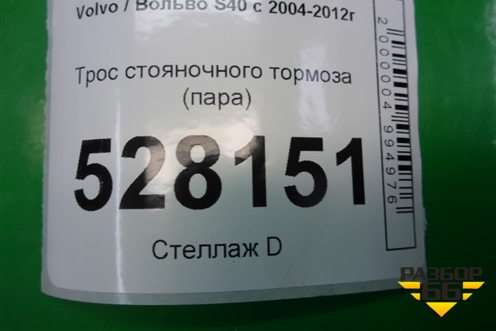 Volvo / Вольво S40 с 2004-2012г
Трос стояночного тормоза
(пара)
528151
Стеллаж D
2000004994976
РАЗБОР
66